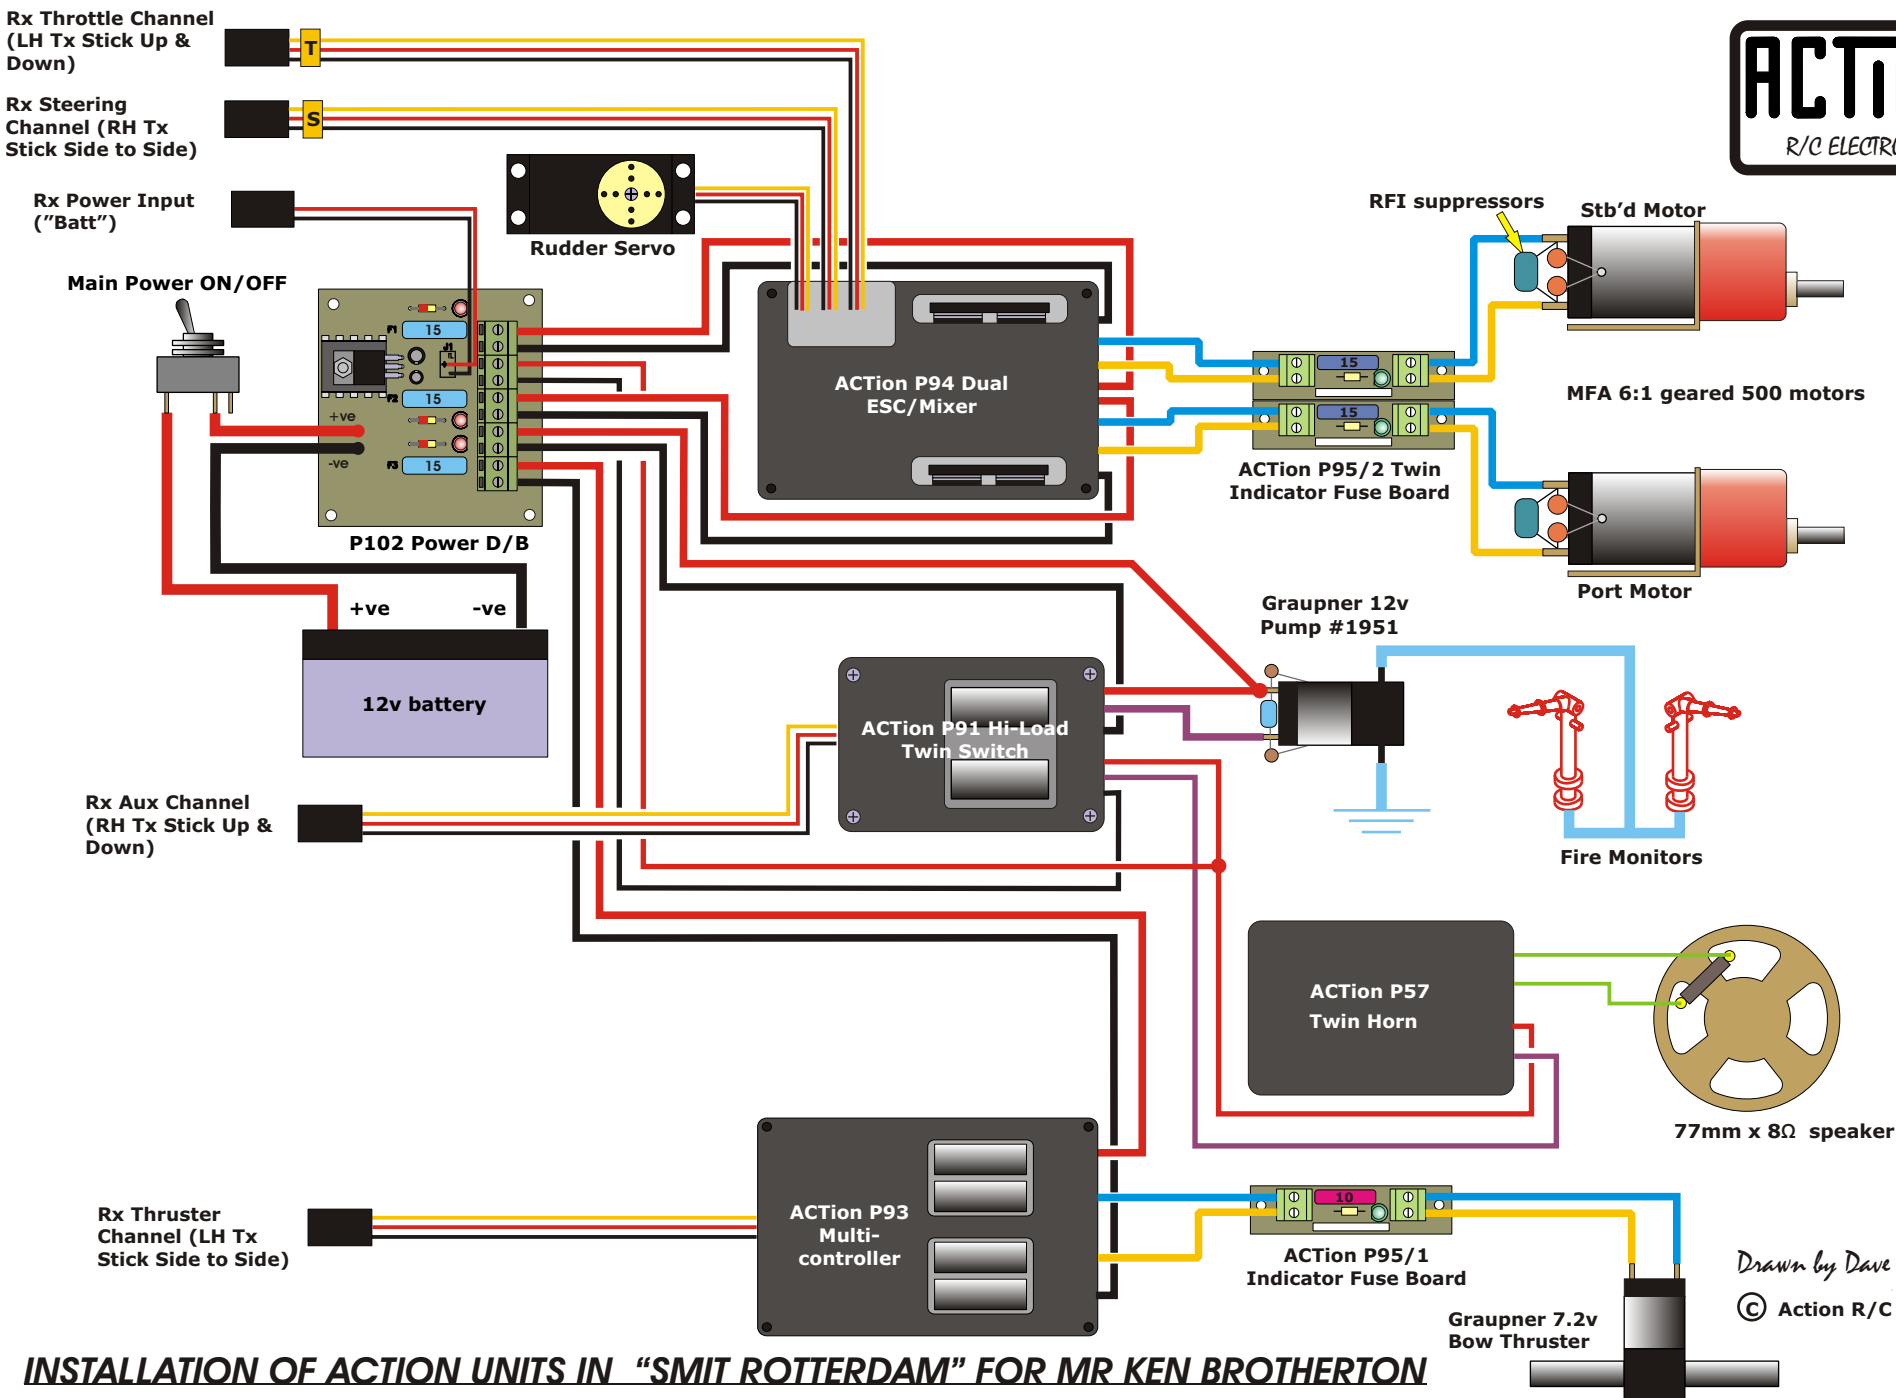 Rx Throttle Channel
(LH Tx Stick Up &
Down)
T
Rx Steering
Channel (RH Tx
Stick Side to Side)
S
Rx Power Input
("Batt")
Rudder Servo
Main Power ON/OFF
F1
15
J1
F2
15
+ve
-ve
F3
15
P102 Power D/B
+ve
-ve
12v battery
ACTion P94 Dual
ESC/Mixer
R/C
RFI suppressors
Stb'd Motor
15
15
MFA 6:1 geared 500 motors
ACTion P95/2 Twin
Indicator Fuse Board
Port Motor
Graupner 12v
Pump #1951
ACTion P91 Hi-Load
Twin Switch
Rx Aux Channel
(RH Tx Stick Up &
Down)
Fire Monitors
ACTion P57
Twin Horn
77mm x 8Ω speaker
Rx Thruster
Channel (LH Tx
Stick Side to Side)
ACTion P93
Multi-
controller
10
ACTion P95/1
Indicator Fuse Board
Graupner 7.2v
Bow Thruster
Drawn by Dave
© Action R/C
INSTALLATION OF ACTION UNITS IN "SMIT ROTTERDAM" FOR MR KEN BROTHERTON